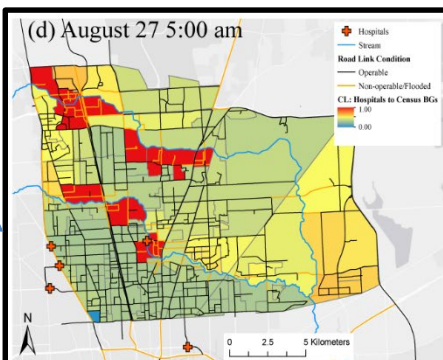 (d) August 27 5:00 am
Hospitals
Stream
Road Link Condition
Operable
Non-operable/Flooded
CL: Hospitals to Census BGs
1.00
0.00
N
0 2.5 5 Kilometers